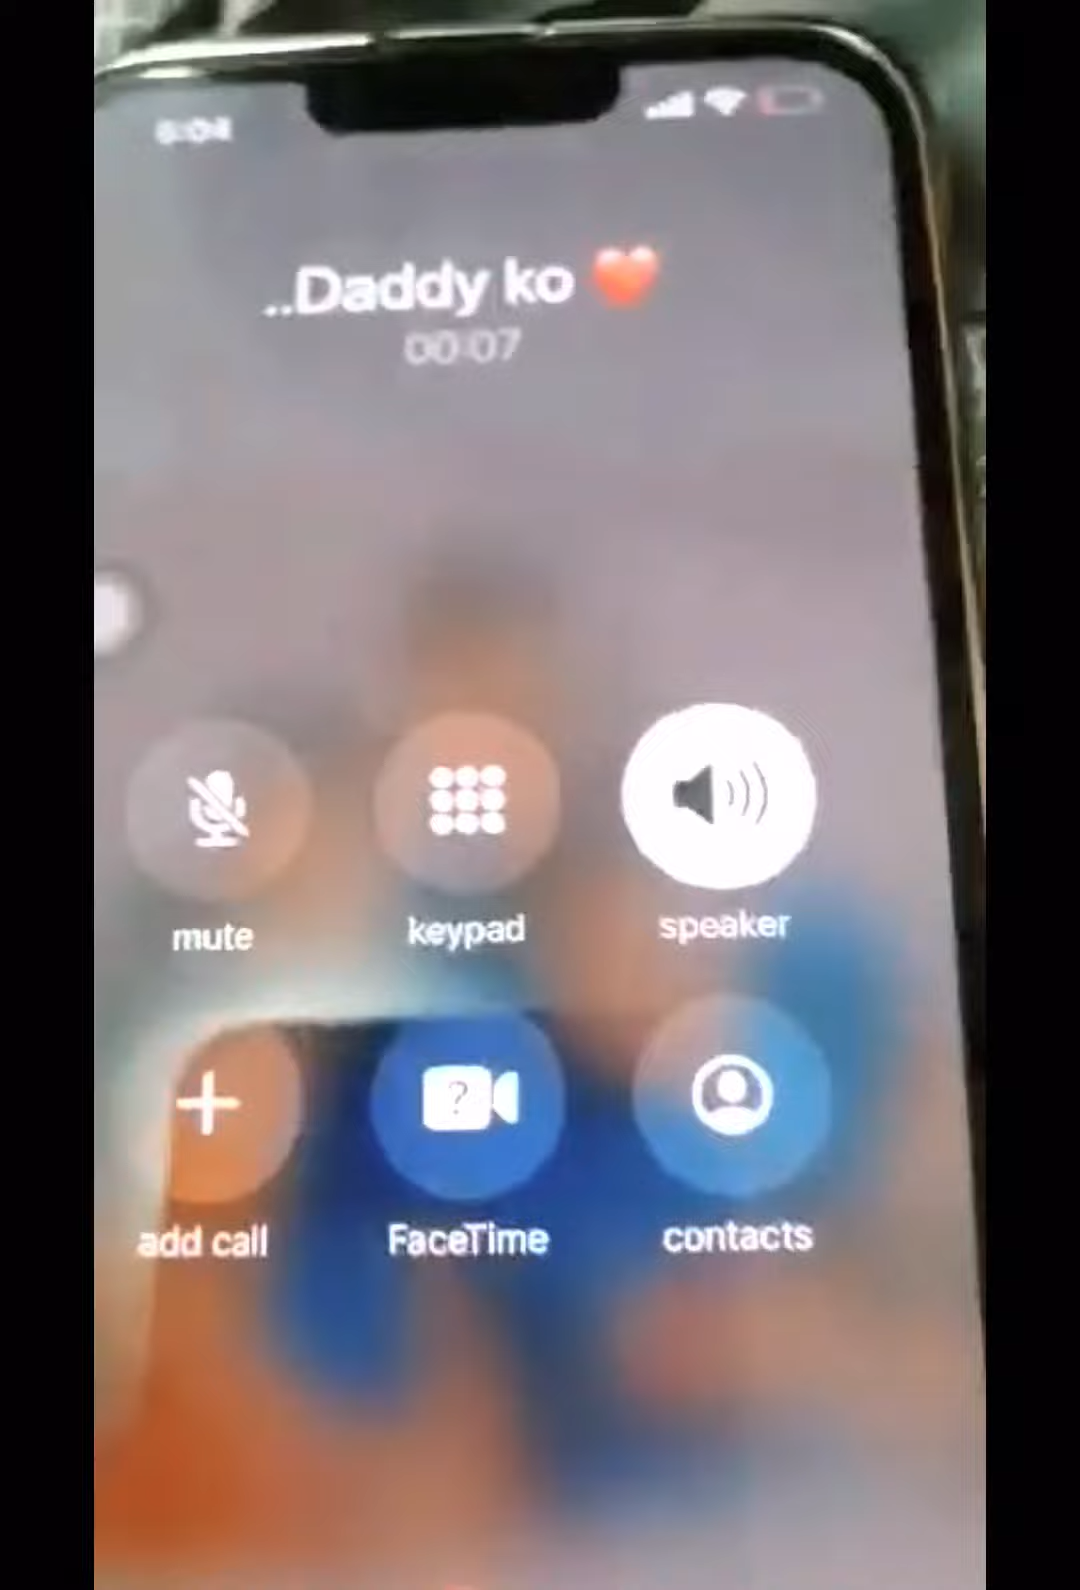 ..Daddy ko ❤️
00:07
mute
keypad
speaker
add call
FaceTime
contacts